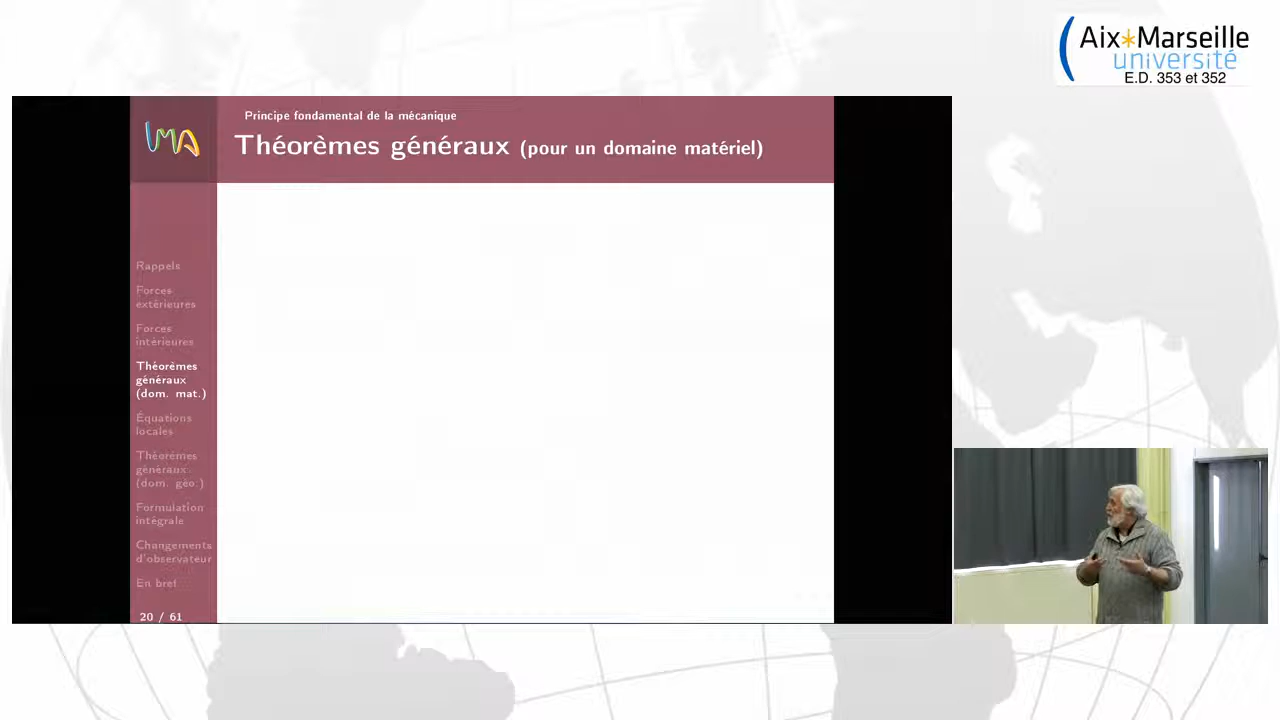 Aix*Marseille
université
E.D. 353 et 352
LMA
Principe fondamental de la mécanique
Théorèmes généraux (pour un domaine matériel)
Rappels
Forces
extérieures
Forces
intérieures
Théorèmes
généraux
(dom. mat.)
Équations
locales
Théorèmes
généraux
(dom. géo.)
Formulation
intégrale
Changements
d'observateur
En bref
20 / 61